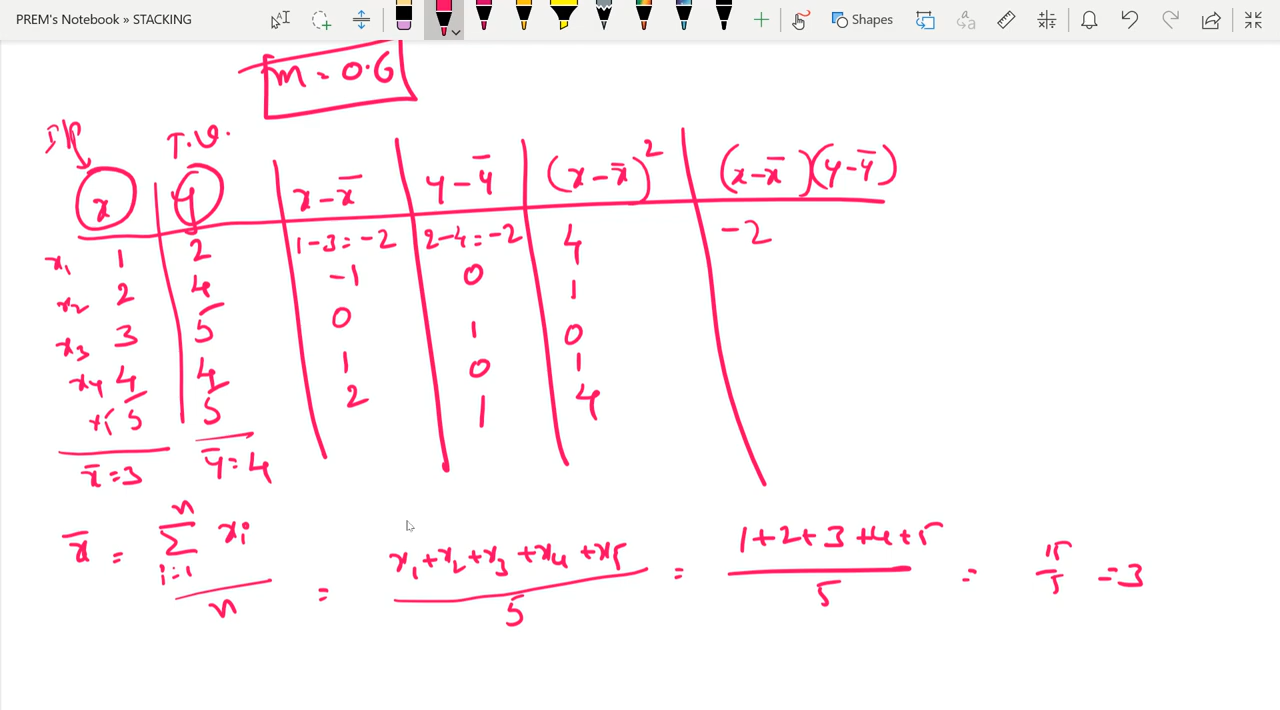 PREM's Notebook » STACKING
Shapes
m = 0.6
I/P
T.V.
x y x-x̄ y-ȳ (x-x̄)² (x-x̄)(y-ȳ)
x₁ 1 2 1-3=-2 2-4=-2 4 -2
x₂ 2 4 -1 0 1
x₃ 3 5 0 1 0
x₄ 4 4 1 0 1
5 5 2 1 4
x̄=3 ȳ=4
x̄ = n Σ i=1 xi / n = x₁+x₂+x₃+x₄+x5 / 5 = 1+2+3+4+5 / 5 = 15/5 =3